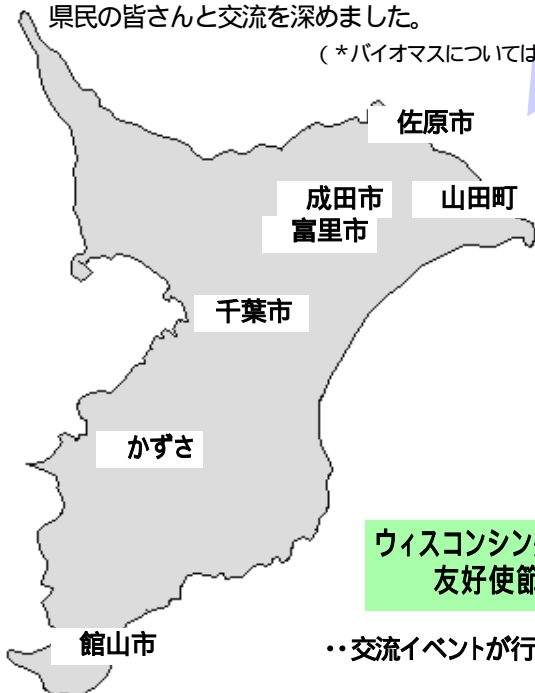 県民の皆さんと交流を深めました。
（*バイオマスについては
佐原市
成田市
山田町
富里市
千葉市
かずさ
ウィスコンシン
友好使節
館山市
‥交流イベントが行